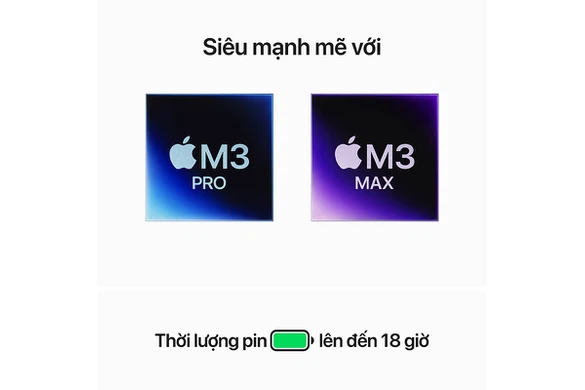 Siêu mạnh mẽ với
M3
PRO
M3
MAX
Thời lượng pin lên đến 18 giờ